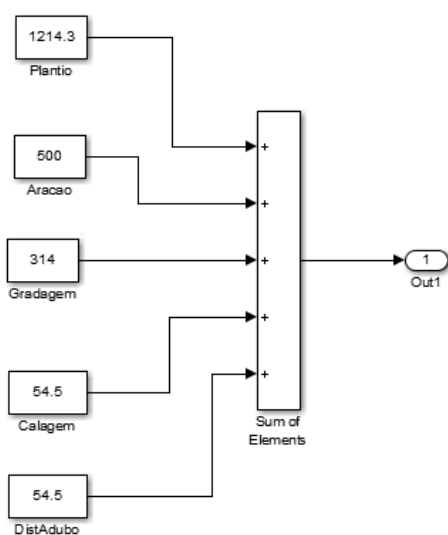 1214.3
Plantio
500
Aracao
314
Gradagem
54.5
Calagem
54.5
DistAdubo
+
+
+
+
+
Sum of
Elements
1
Out1